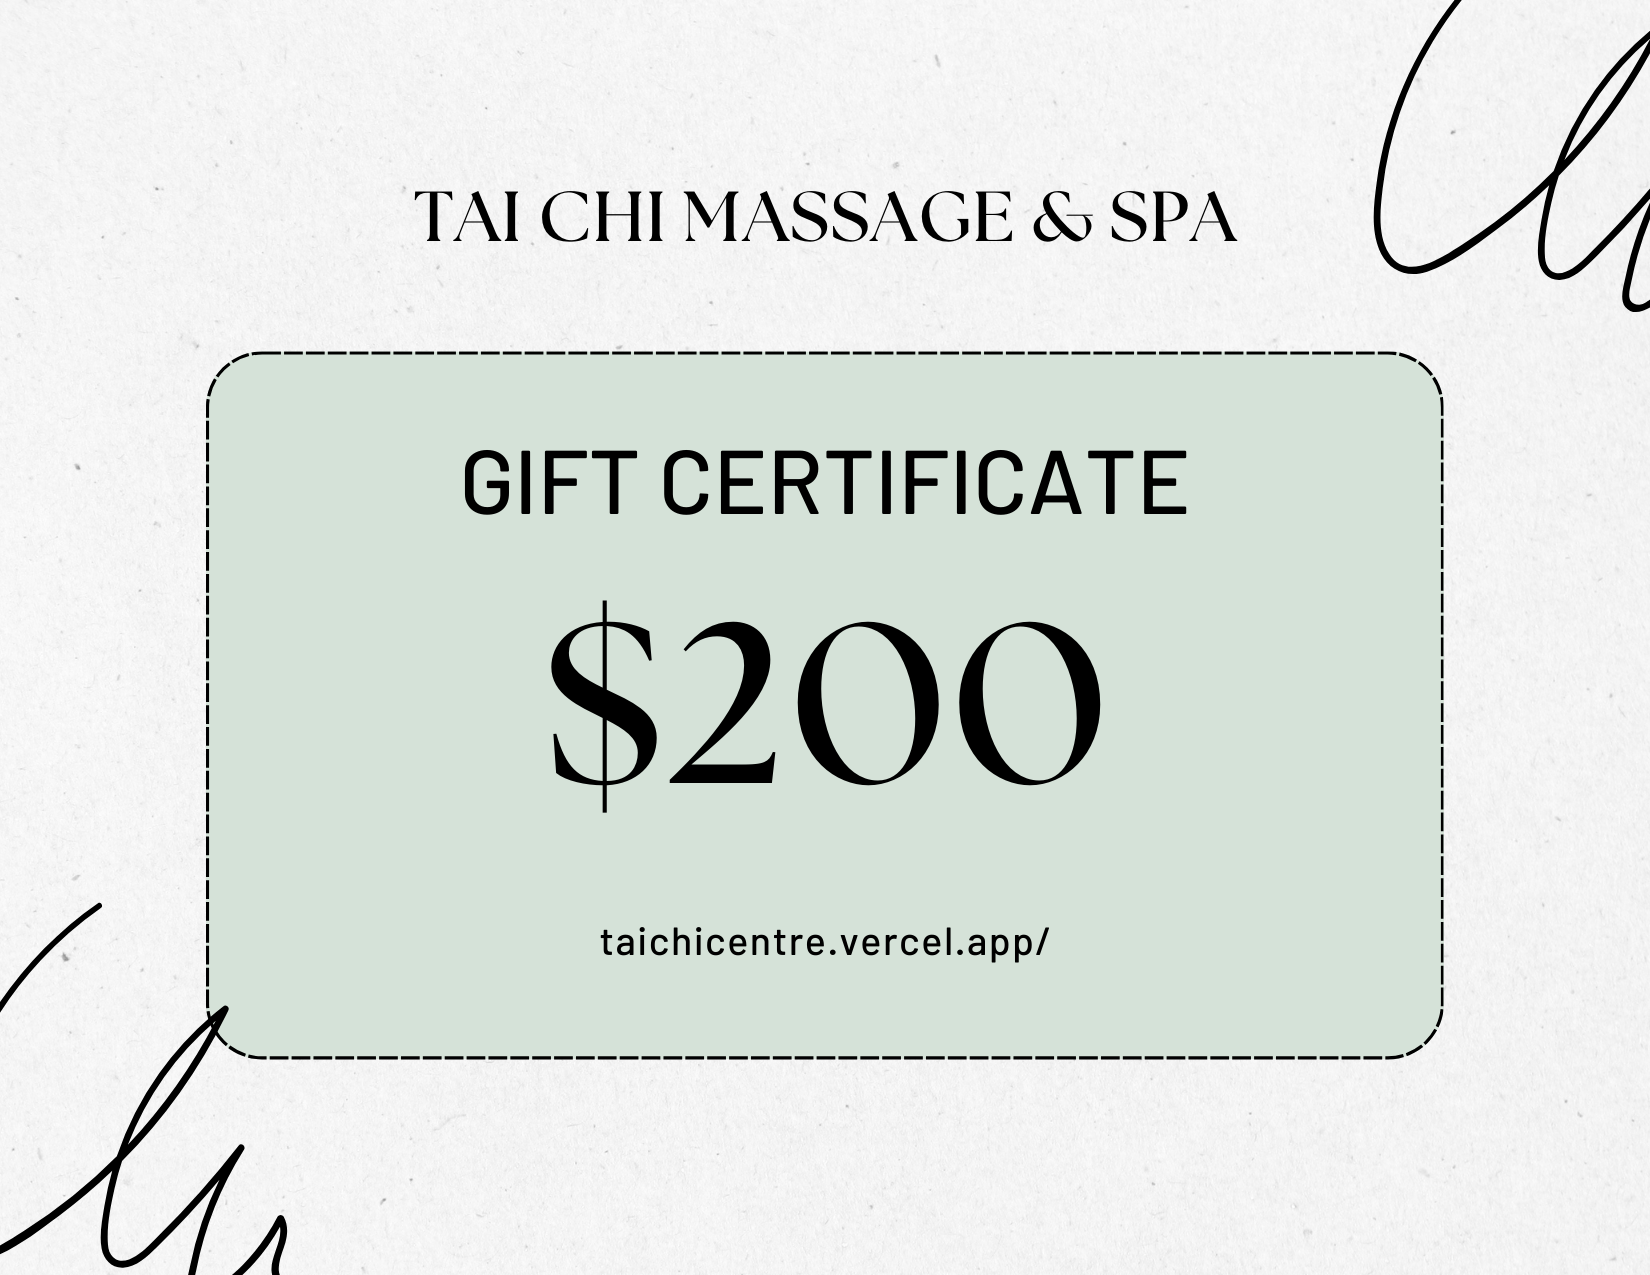 TAI CHI MASSAGE & SPA
GIFT CERTIFICATE
$200
taichicentre.vercel.app/